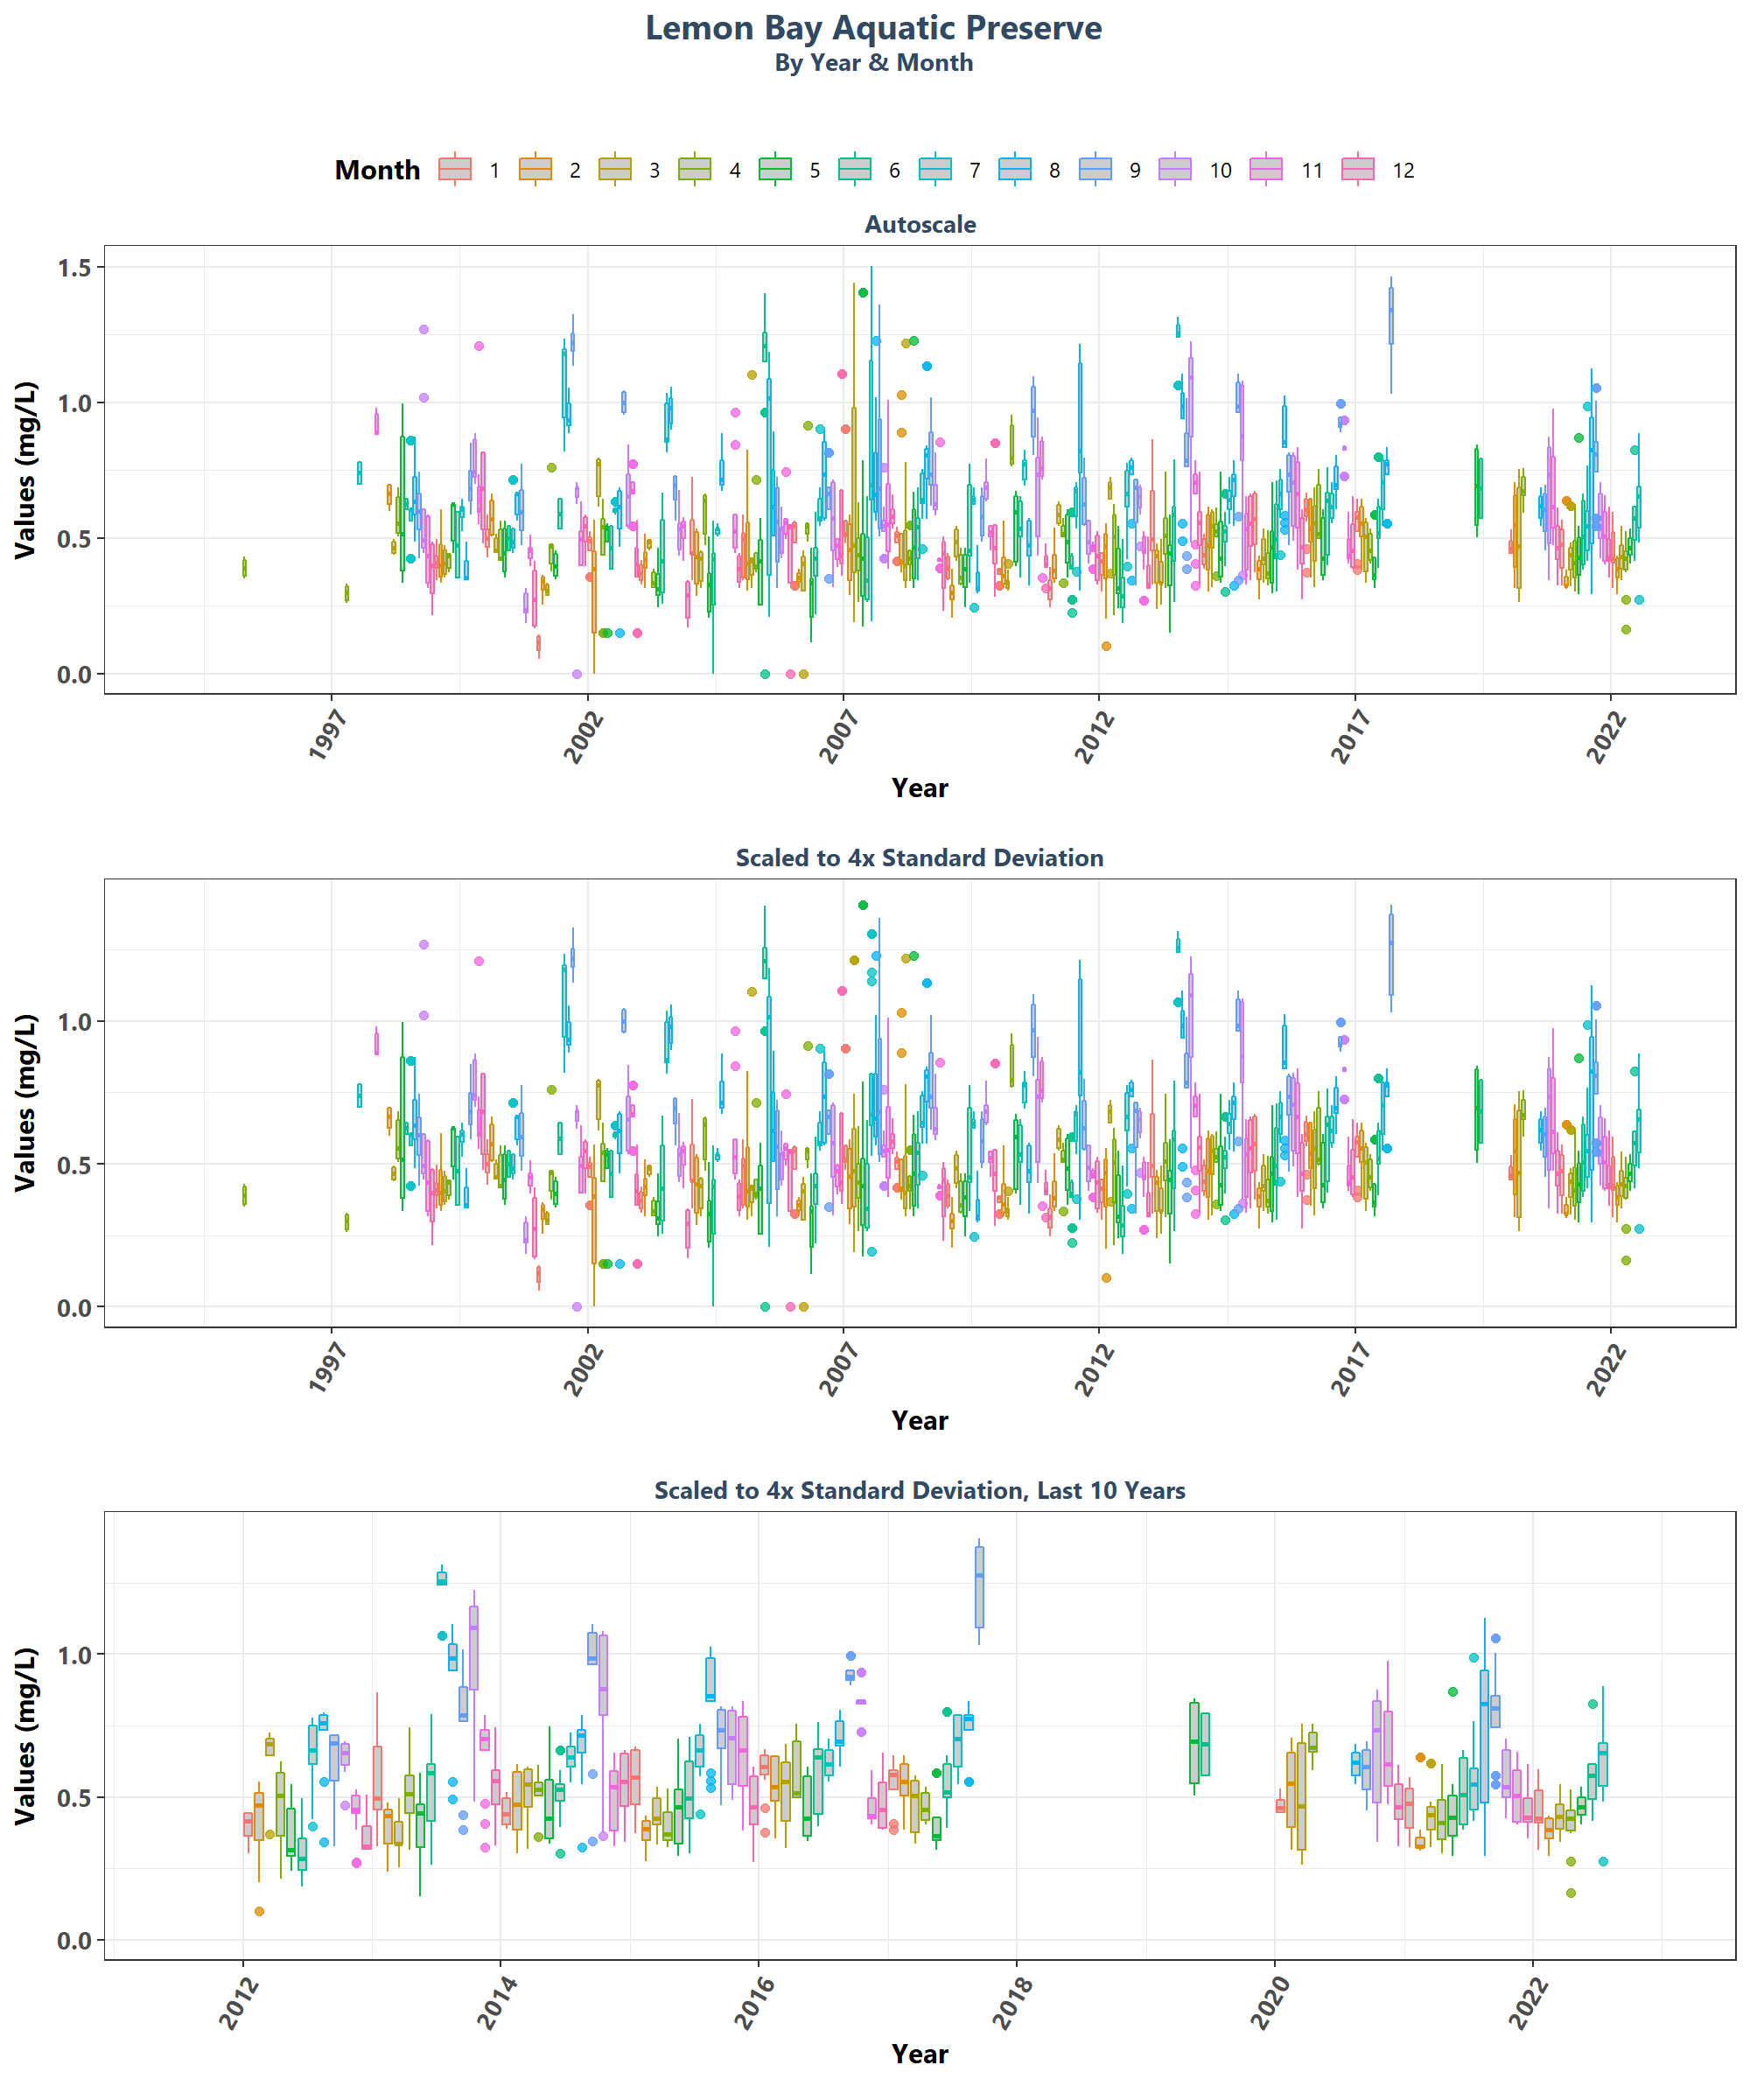 Lemon Bay Aquatic Preserve
By Year & Month
Month 1 2 3 4 5 6 7 8 9 10 11 12
Autoscale
Values (mg/L)
1.5
1.0
0.5
0.0
1997 2002 2007 2012 2017 2022
Year
Scaled to 4x Standard Deviation
Values (mg/L)
1.0
0.5
0.0
1997 2002 2007 2012 2017 2022
Year
Scaled to 4x Standard Deviation, Last 10 Years
Values (mg/L)
1.0
0.5
0.0
2012 2014 2016 2018 2020 2022
Year